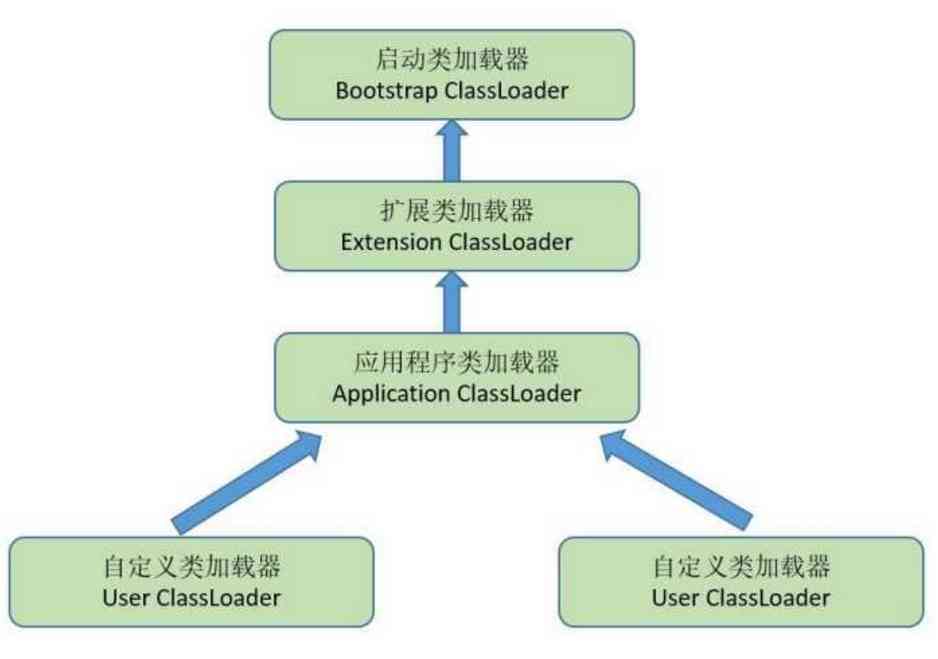 启动类加载器
Bootstrap ClassLoader
扩展类加载器
Extension ClassLoader
应用程序类加载器
Application ClassLoader
自定义类加载器
User ClassLoader
自定义类加载器
User ClassLoader